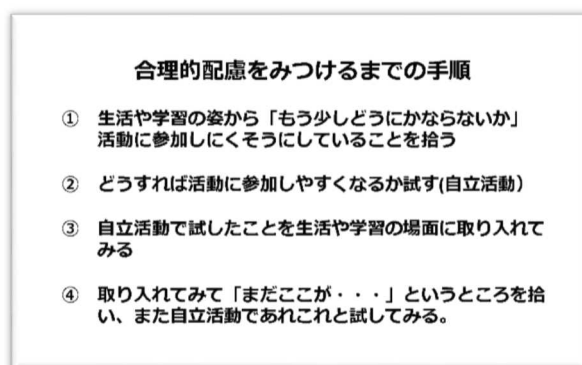 合理的配慮をみつけるまでの手順
① 生活や学習の姿から「もう少しどうにかならないか」
活動に参加しにくそうにしていることを拾う
② どうすれば活動に参加しやすくなるか試す(自立活動）
③ 自立活動で試したことを生活や学習の場面に取り入れて
みる
④ 取り入れてみて「まだここが・・・」というところを拾
い、また自立活動であれこれと試してみる。